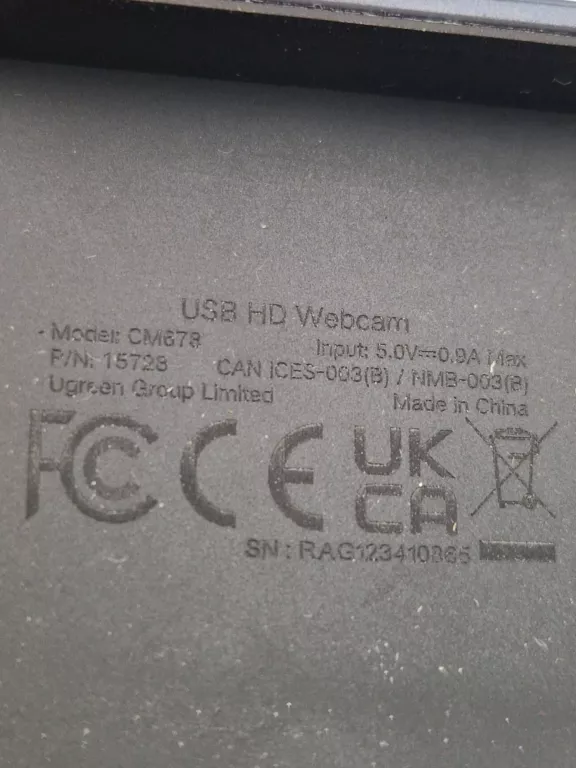 USB HD Webcam
Model: CM678 Input: 5.0V⎓0.9A Max
P/N: 15728 CAN ICES-003(B) / NMB-003(B)
Ugreen Group Limited Made in China
FC CE UK
CA
SN : RAG123410865